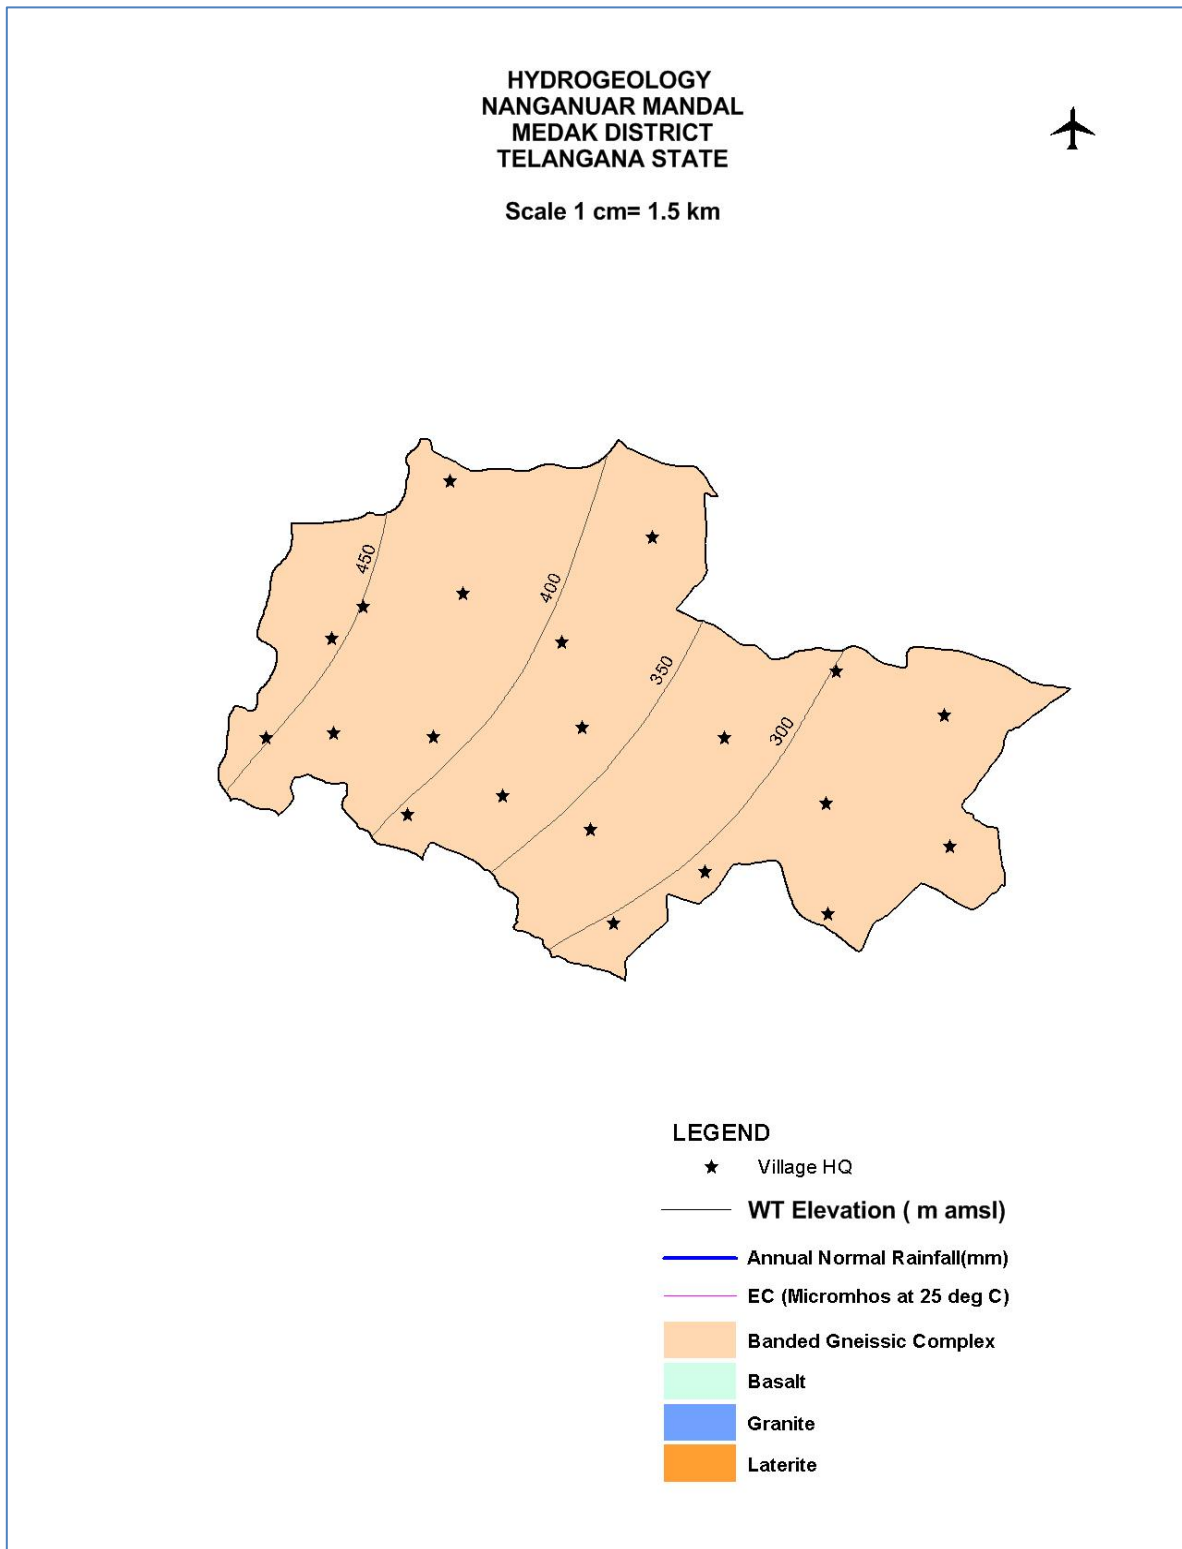 HYDROGEOLOGY
NANGANUAR MANDAL
MEDAK DISTRICT
TELANGANA STATE
Scale 1 cm= 1.5 km
450
400
350
300
LEGEND
Village HQ
WT Elevation ( m amsl)
Annual Normal Rainfall(mm)
EC (Micromhos at 25 deg C)
Banded Gneissic Complex
Basalt
Granite
Laterite